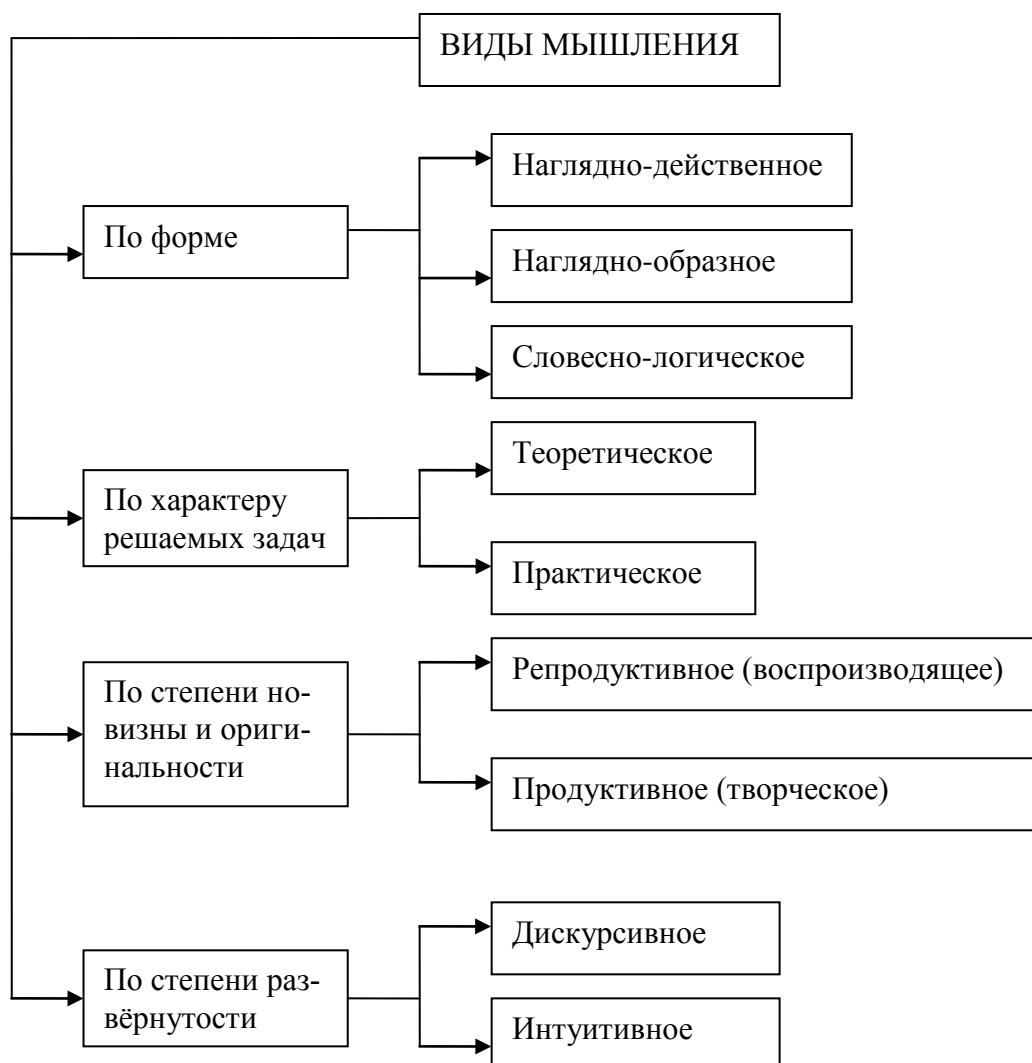 ВИДЫ МЫШЛЕНИЯ
По форме
Наглядно-действенное
Наглядно-образное
Словесно-логическое
По характеру
решаемых задач
Теоретическое
Практическое
По степени но-
визны и ориги-
нальности
Репродуктивное (воспроизводящее)
Продуктивное (творческое)
По степени раз-
вёрнутости
Дискурсивное
Интуитивное